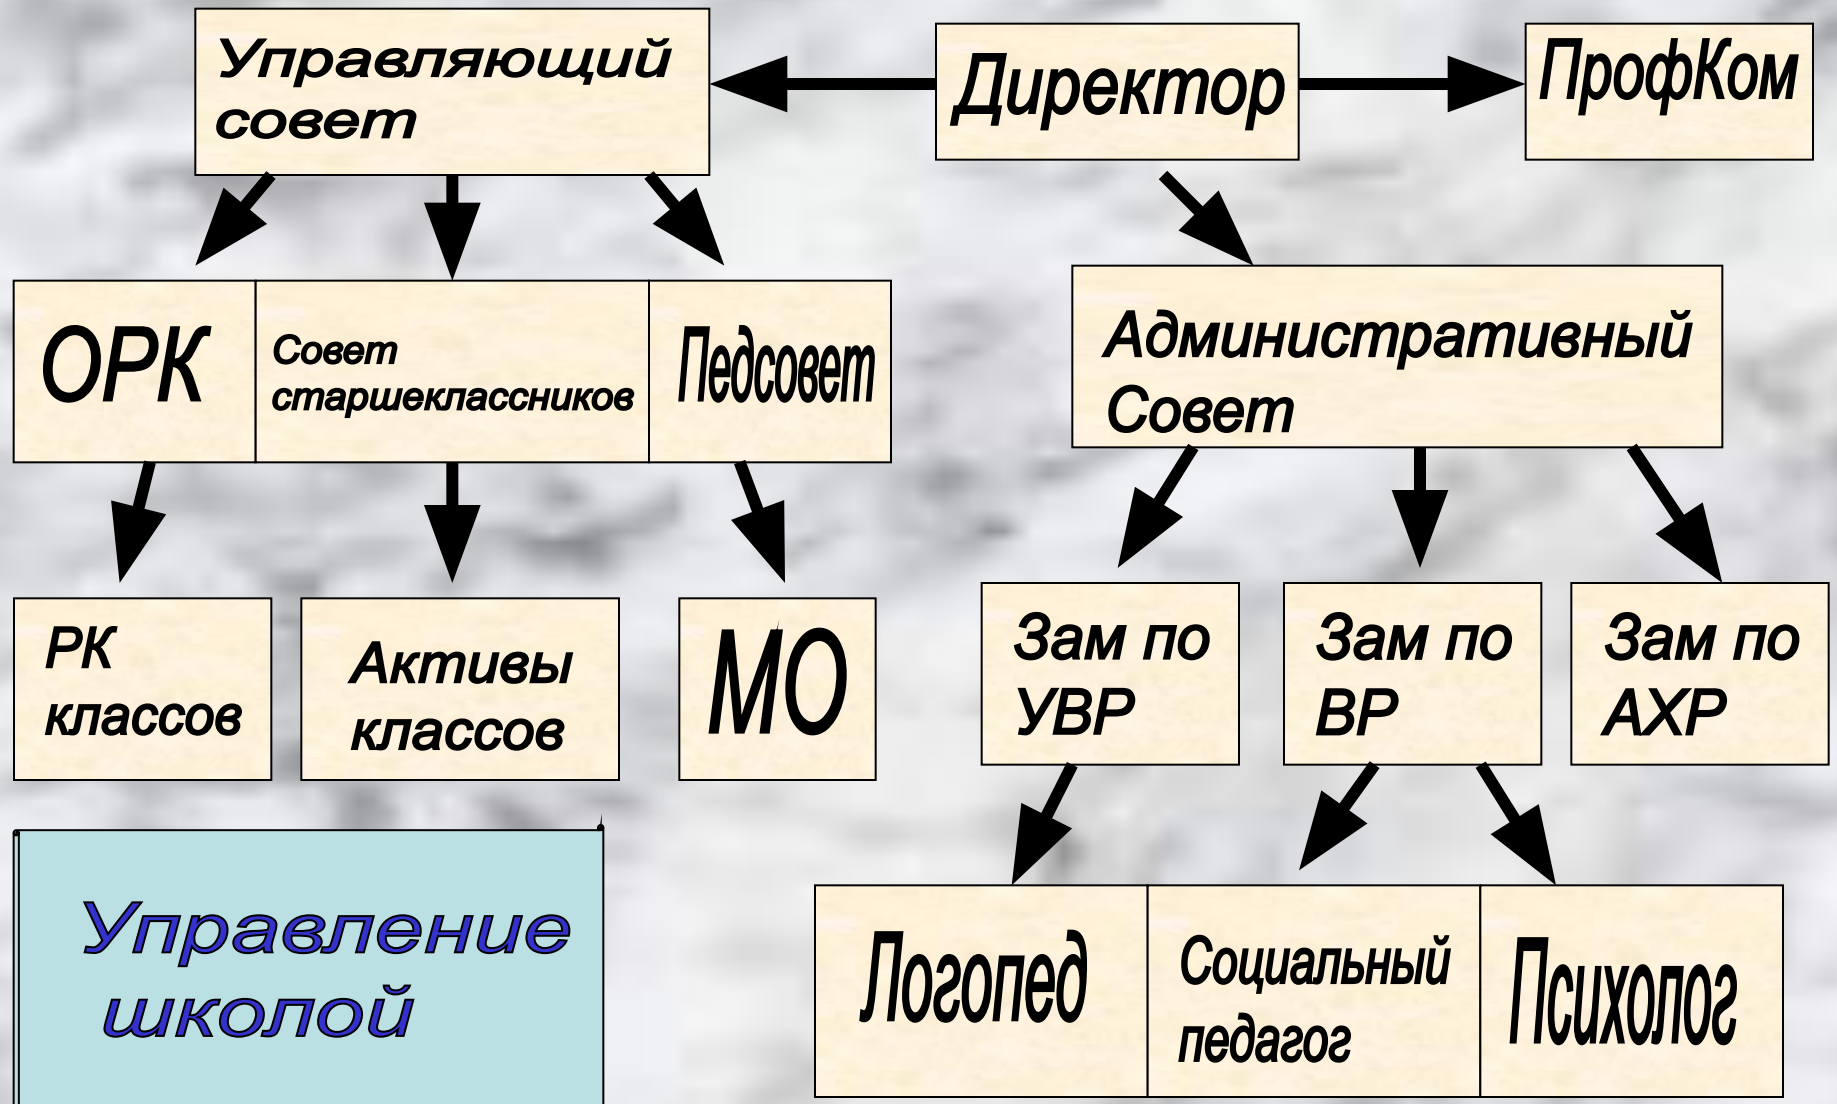 Управляющий
совет
Директор
ПрофКом
ОРК
Совет
старшеклассников
Педсовет
Административный
Совет
РК
классов
Активы
классов
МО
Зам по
УВР
Зам по
ВР
Зам по
АХР
Управление
школой
Логопед
Социальный
педагог
Психолог